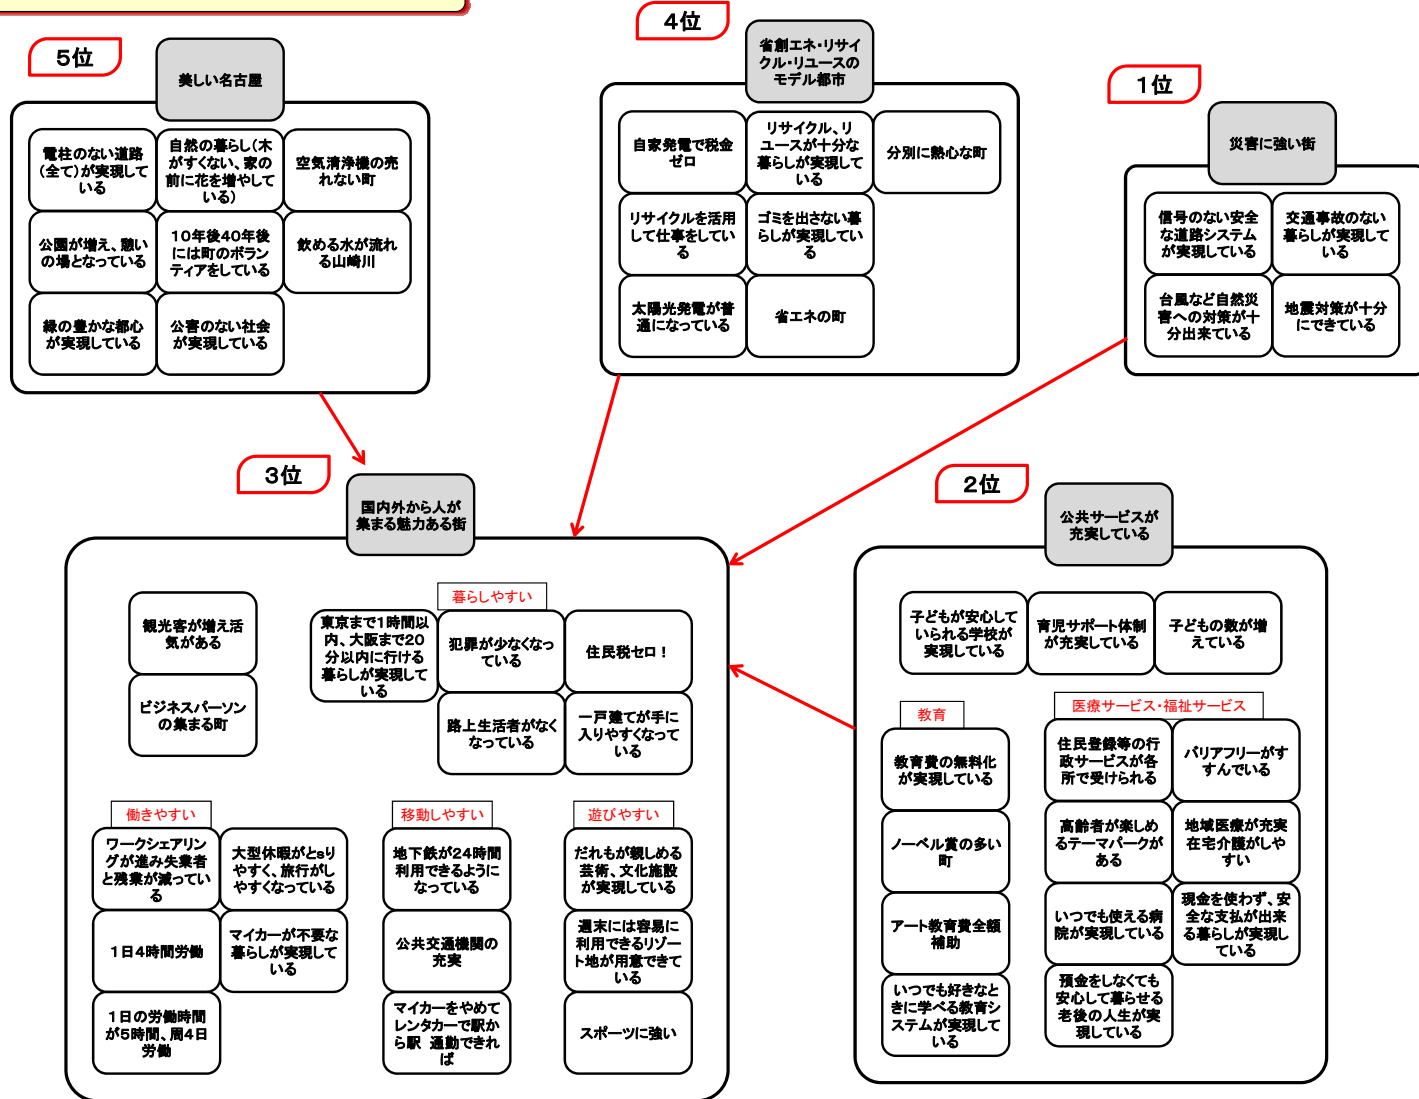 5位
美しい名古屋
電柱のない道路
(全て)が実現して
いる
自然の暮らし(木
がすくない、家の
前に花を増やして
いる)
空気清浄機の売
れない町
公園が増え、憩い
の場となっている
10年後40年後
には町のボラン
ティアをしている
飲める水が流れ
る山崎川
緑の豊かな都心
が実現している
公害のない社会
が実現している
4位
省創エネ・リサイ
クル・リユースの
モデル都市
自家発電で税金
ゼロ
リサイクル、リ
ユースが十分な
暮らしが実現して
いる
分別に熱心な町
リサイクルを活用
して仕事をしてい
る
ゴミを出さない暮
らしが実現してい
る
太陽光発電が普
通になっている
省エネの町
1位
災害に強い街
信号のない安全
な道路システム
が実現している
交通事故のない
暮らしが実現して
いる
台風など自然災
害への対策が十
分出来ている
地震対策が十分
にできている
3位
国内外から人が
集まる魅力ある街
観光客が増え活
気がある
ビジネスパーソン
の集まる町
暮らしやすい
東京まで1時間以
内、大阪まで20
分以内に行ける
暮らしが実現して
いる
犯罪が少なくなっ
ている
住民税セロ！
路上生活者がなく
なっている
一戸建てが手に
入りやすくなって
いる
働きやすい
ワークシェアリン
グが進み失業者
と残業が減ってい
る
大型休暇がとsり
やすく、旅行がし
やすくなっている
1日4時間労働
マイカーが不要な
暮らしが実現して
いる
1日の労働時間
が5時間、周4日
労働
移動しやすい
地下鉄が24時間
利用できるように
なっている
公共交通機関の
充実
マイカーをやめて
レンタカーで駅か
ら駅 通勤できれ
ば
遊びやすい
だれもが親しめる
芸術、文化施設
が実現している
週末には容易に
利用できるリゾー
ト地が用意できて
いる
スポーツに強い
2位
公共サービスが
充実している
子どもが安心して
いられる学校が
実現している
育児サポート体制
が充実している
子どもの数が増
えている
教育
教育費の無料化
が実現している
ノーベル賞の多い
町
アート教育費全額
補助
いつでも好きなと
きに学べる教育シ
ステムが実現して
いる
医療サービス・福祉サービス
住民登録等の行
政サービスが各
所で受けられる
バリアフリーがす
すんでいる
高齢者が楽しめ
るテーマパークが
ある
地域医療が充実
在宅介護がしや
すい
いつでも使える病
院が実現している
現金を使わず、安
全な支払が出来
る暮らしが実現し
ている
預金をしなくても
安心して暮らせる
老後の人生が実
現している